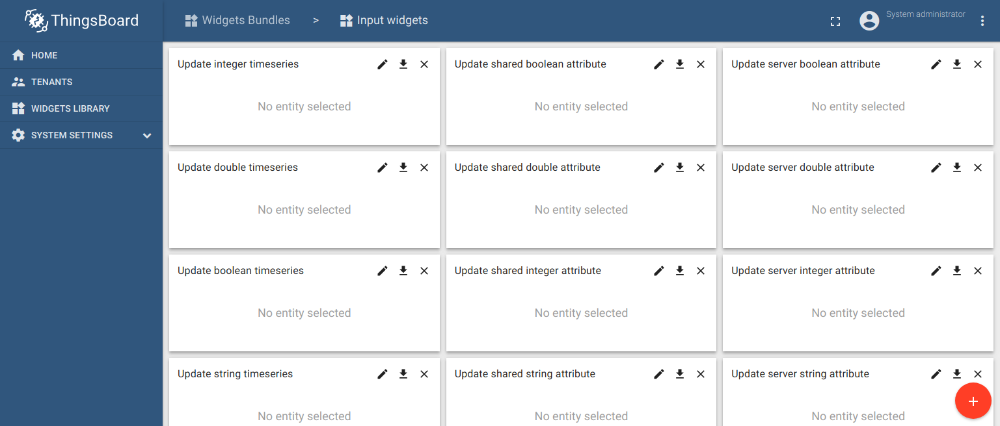 ThingsBoard
Widgets Bundles > Input widgets
System administrator
HOME
TENANTS
WIDGETS LIBRARY
SYSTEM SETTINGS
Update integer timeseries
No entity selected
Update shared boolean attribute
No entity selected
Update server boolean attribute
No entity selected
Update double timeseries
No entity selected
Update shared double attribute
No entity selected
Update server double attribute
No entity selected
Update boolean timeseries
No entity selected
Update shared integer attribute
No entity selected
Update server integer attribute
No entity selected
Update string timeseries
No entity selected
Update shared string attribute
No entity selected
Update server string attribute
No entity selected